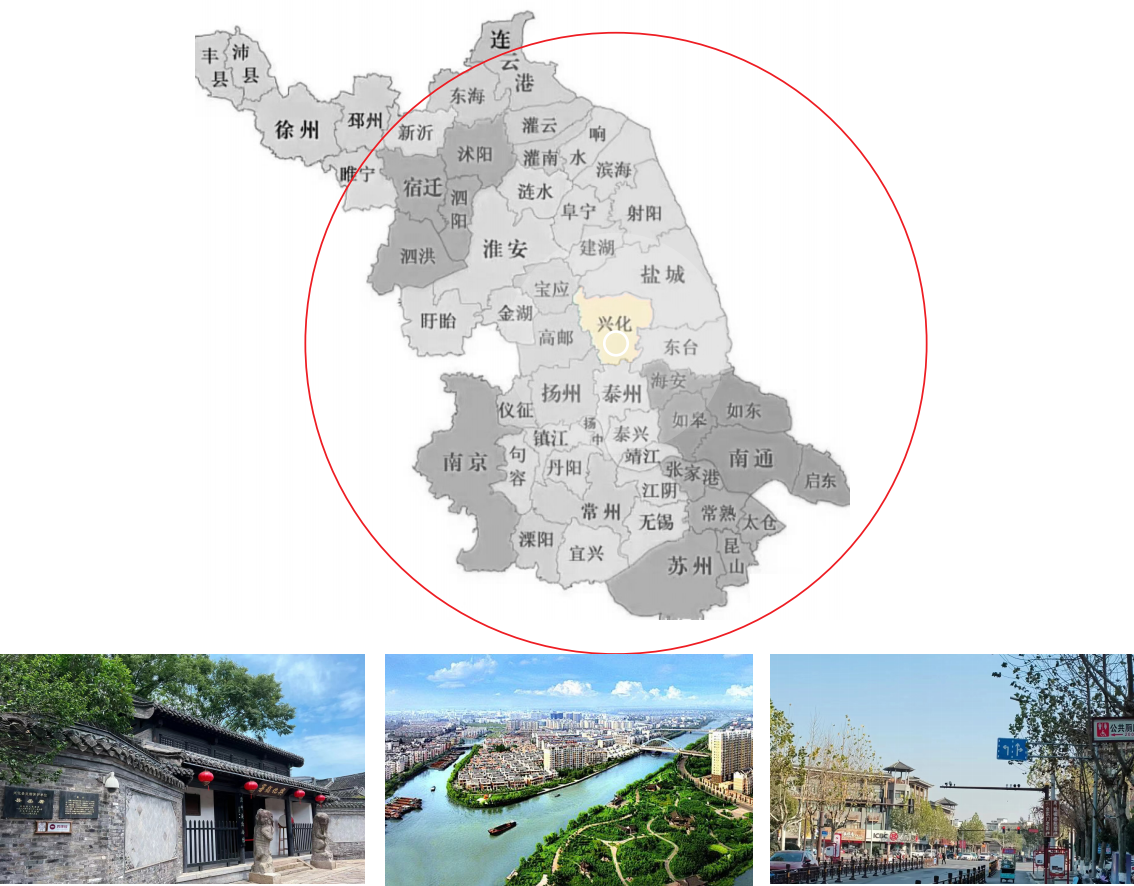 连
云
港
丰
县
沛
县
东海
徐州
邳州
新沂
灌云
响
水
灌南
沭阳
滨海
睢宁
宿迁
泗
阳
涟水
阜宁
射阳
淮安
建湖
泗洪
盐城
宝应
盱眙
金湖
兴化
高邮
东台
扬州
泰州
海安
仪征
如皋
如东
镇江
扬
中
泰兴
靖江
南京
句
容
丹阳
张家港
南通
启东
江阴
常州
无锡
常熟
太仓
溧阳
宜兴
昆
山
苏州
公共厕